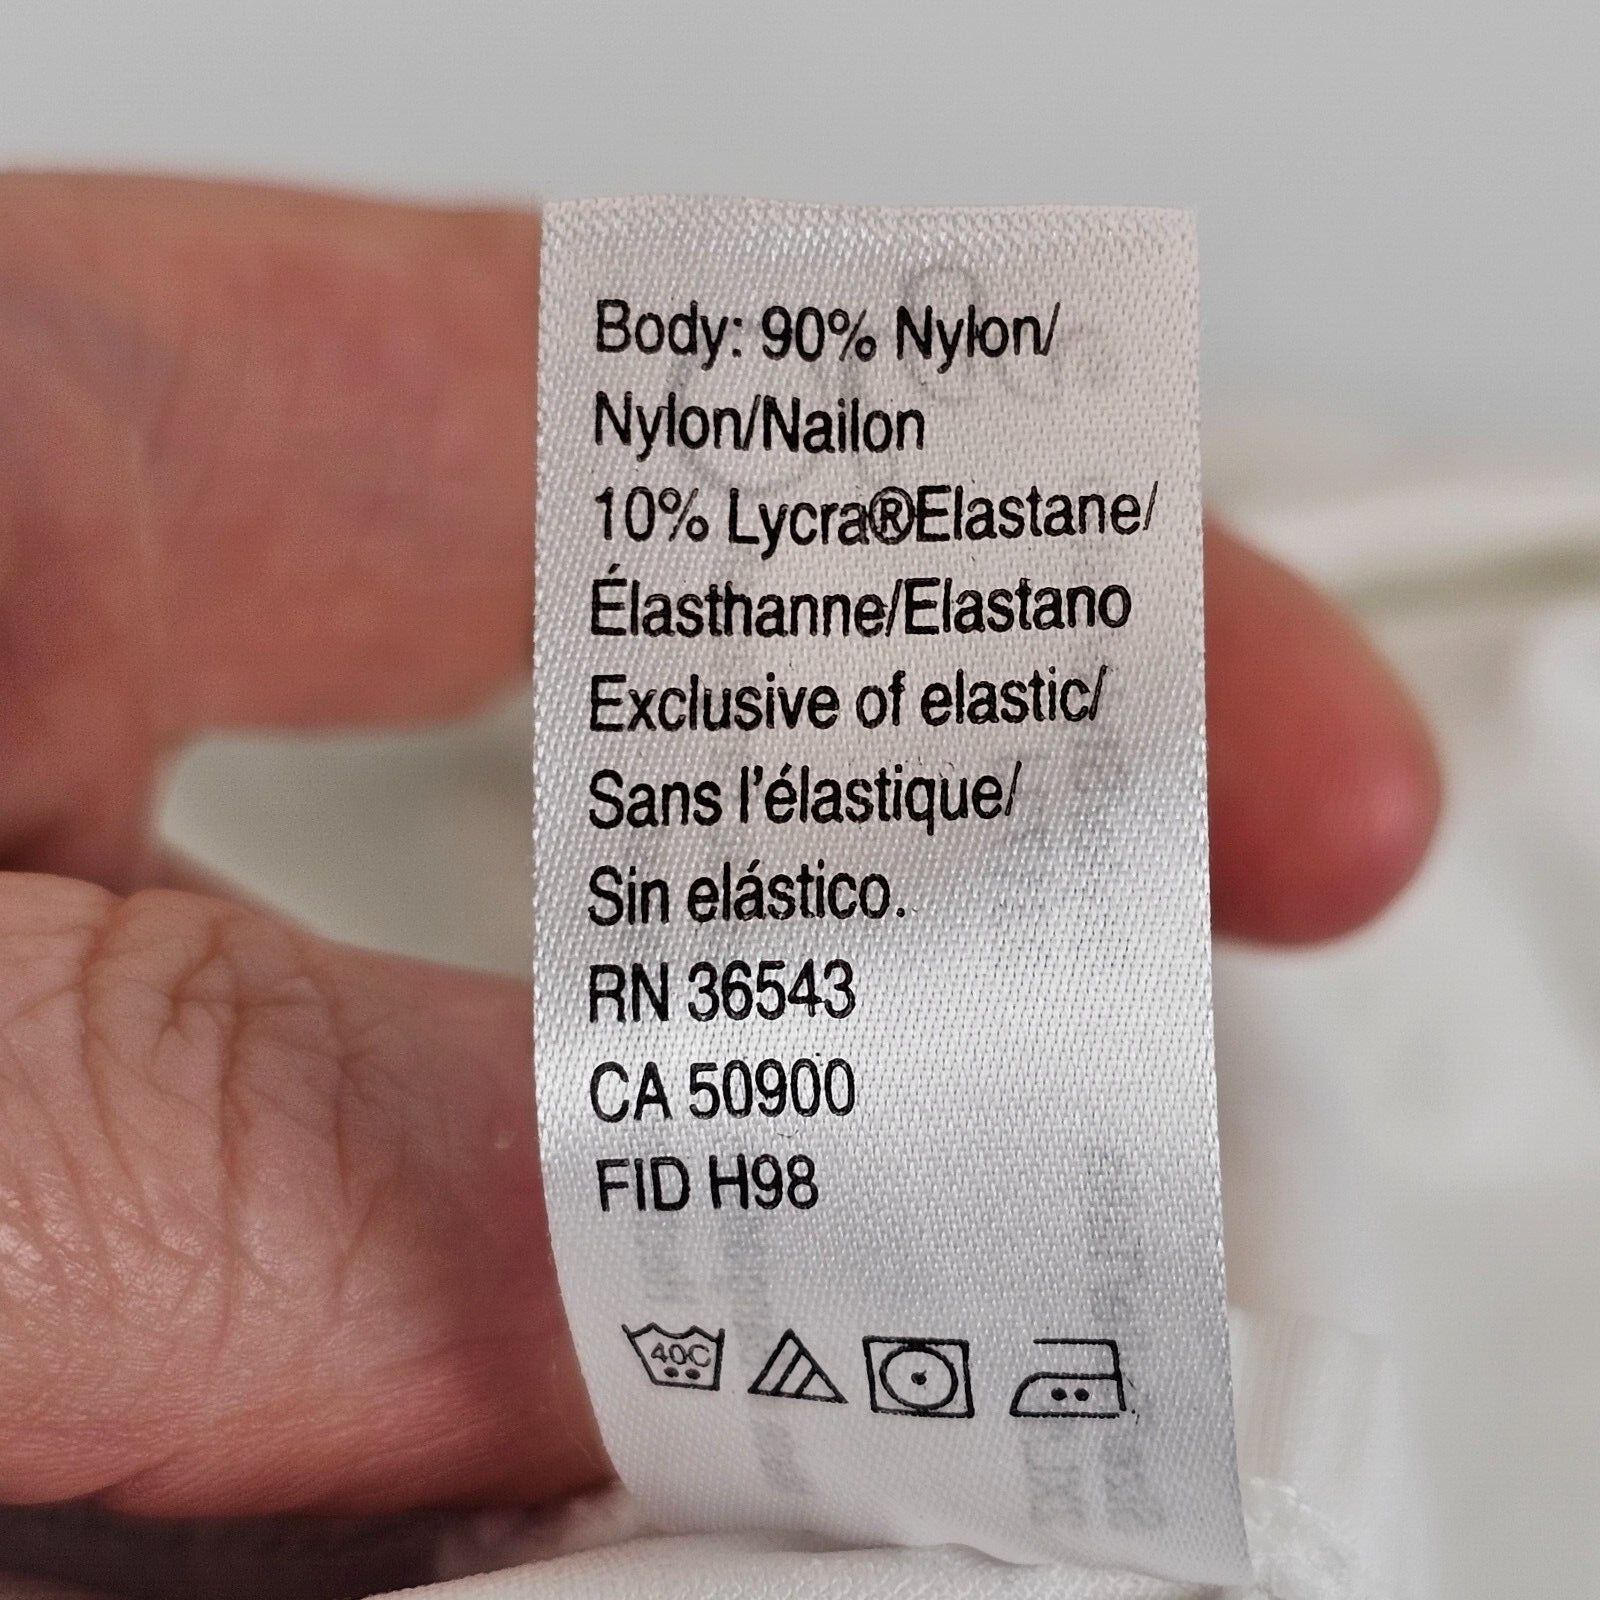 Body: 90% Nylon/
Nylon/Nailon
10% Lycra®Elastane/
Élasthanne/Elastano
Exclusive of elastic/
Sans l'élastique/
Sin elástico.
RN 36543
CA 50900
FID H98
40C